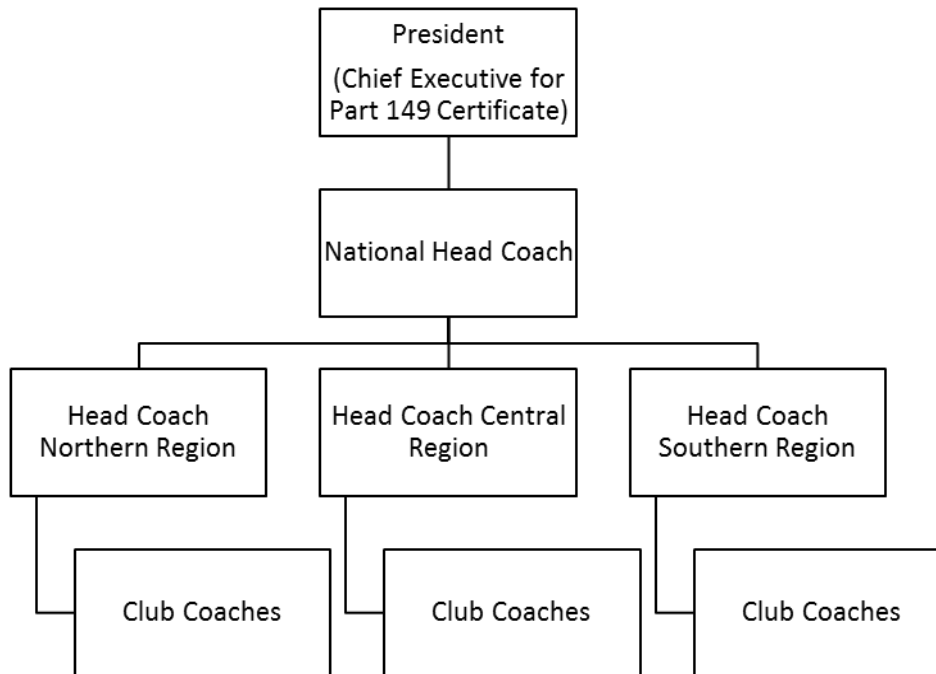 President
(Chief Executive for
Part 149 Certificate)
National Head Coach
Head Coach
Northern Region
Head Coach Central
Region
Head Coach
Southern Region
Club Coaches
Club Coaches
Club Coaches